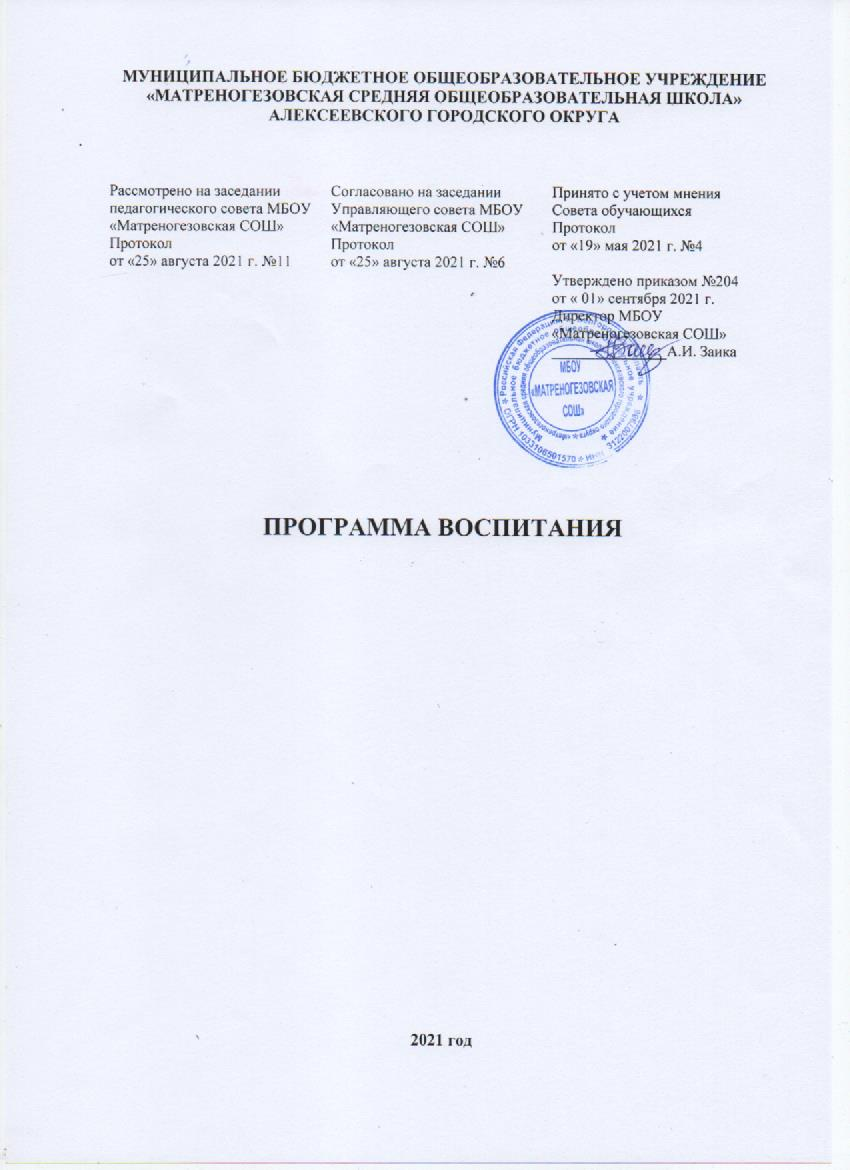 МУНИЦИПАЛЬНОЕ БЮДЖЕТНОЕ ОБЩЕОБРАЗОВАТЕЛЬНОЕ УЧРЕЖДЕНИЕ
«МАТРЕНОГЕЗОВСКАЯ СРЕДНЯЯ ОБЩЕОБРАЗОВАТЕЛЬНАЯ ШКОЛА»
АЛЕКСЕЕВСКОГО ГОРОДСКОГО ОКРУГА
Рассмотрено на заседании
педагогического совета МБОУ
«Матреногезовская СОШ»
Протокол
от «25» августа 2021 г. №11
Согласовано на заседании
Управляющего совета МБОУ
«Матреногезовская СОШ»
Протокол
от «25» августа 2021 г. №6
Принято с учетом мнения
Совета обучающихся
Протокол
от «19» мая 2021 г. №4
Утверждено приказом №204
от « 01» сентября 2021 г.
Директор МБОУ
«Матреногезовская СОШ»
А.И. Заика
МБОУ
«МАТРЕНОГЕЗОВСКАЯ
СОШ»
ПРОГРАММА ВОСПИТАНИЯ
2021 год